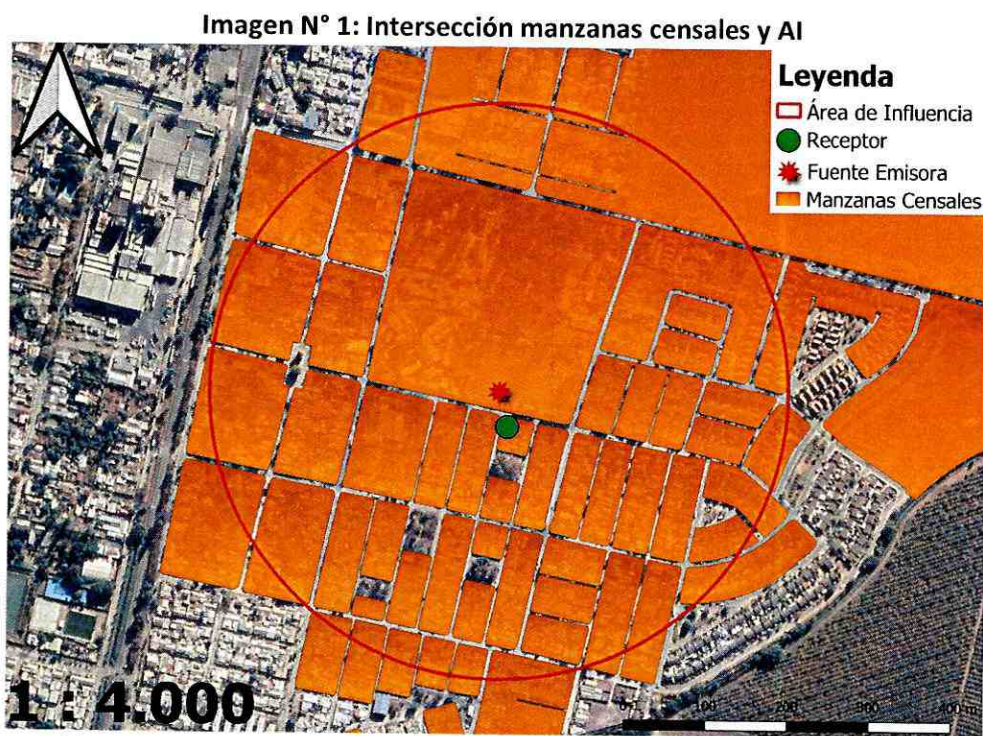 Imagen N° 1: Intersección manzanas censales y AI
Leyenda
Área de Influencia
Receptor
Fuente Emisora
Manzanas Censales
1 : 4.000
100 200 300 400 m